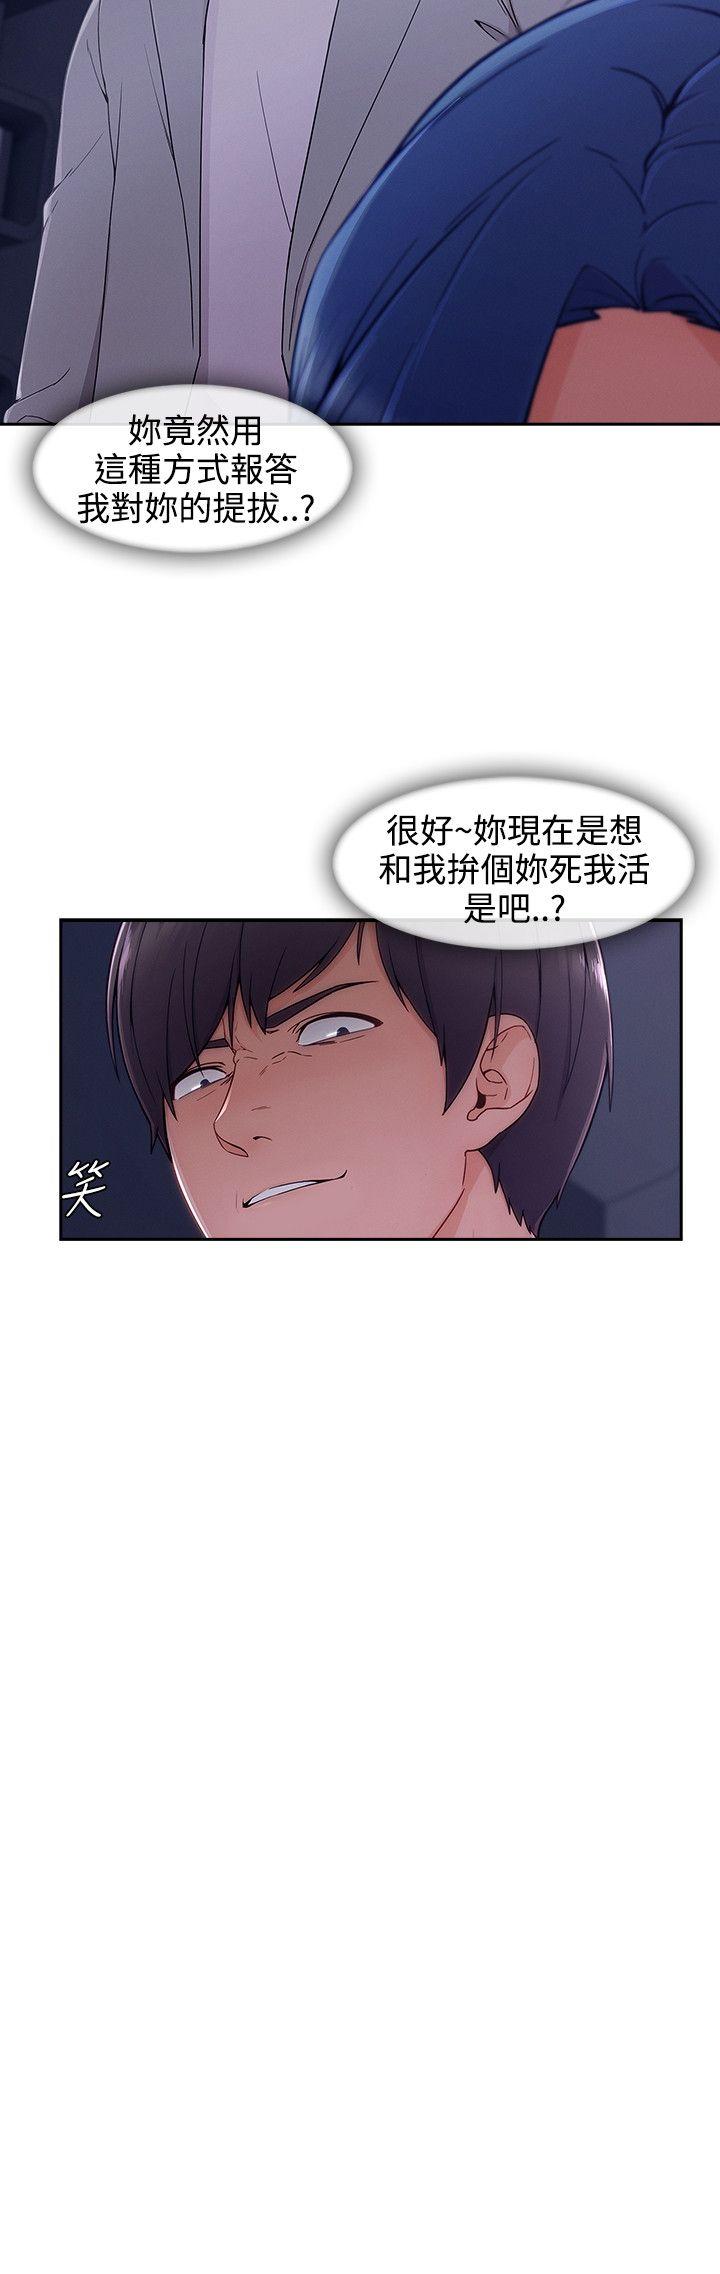 妳竟然用
這種方式報答
我對妳的提拔..?
很好~妳現在是想
和我拚個妳死我活
是吧..?
笑